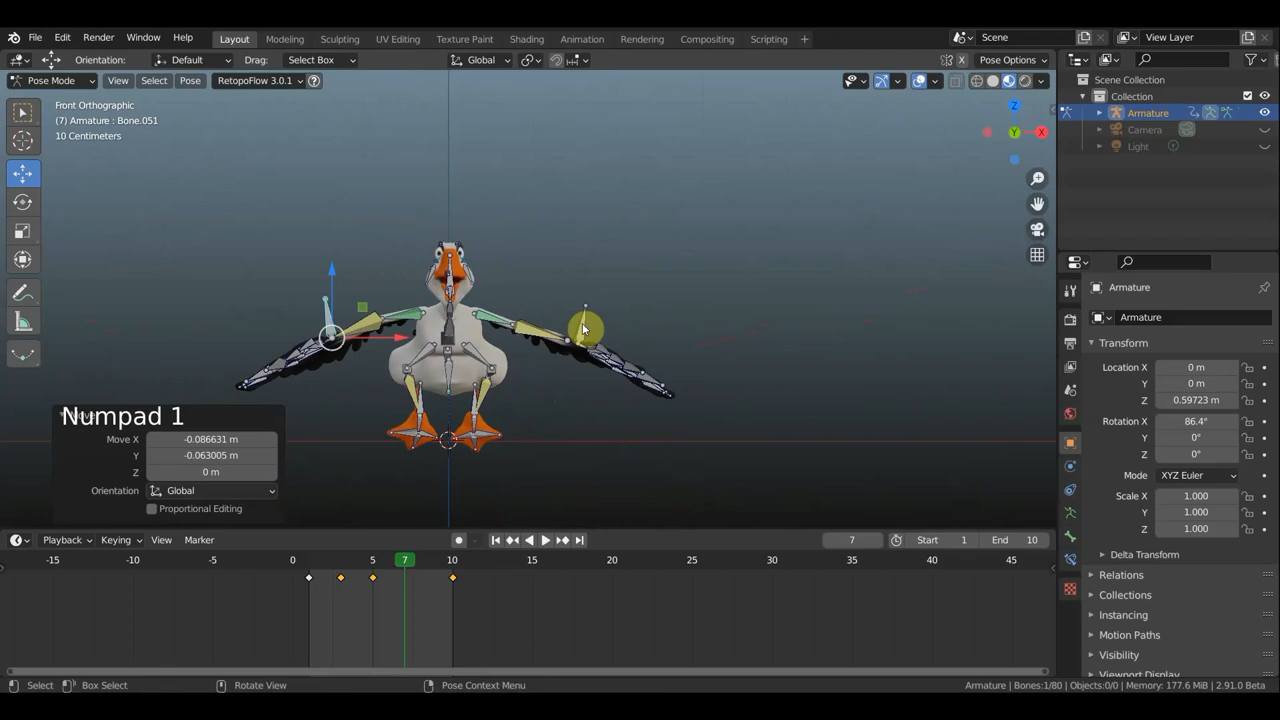 File Edit Render Window Help Layout Modeling Sculpting UV Editing Texture Paint Shading Animation Rendering Compositing Scripting + Scene View Layer
Orientation: Default Drag: Select Box Global X Pose Options
Pose Mode View Select Pose RetopoFlow 3.0.1 ?
Scene Collection
Collection
Armature
Camera
Light
Front Orthographic
(7) Armature : Bone.051
10 Centimeters
Z
Y
X
Armature
Armature
Transform
Location X 0 m
Y 0 m
Z 0.59723 m
Rotation X 86.4°
Y 0°
Z 0°
Mode XYZ Euler
Scale X 1.000
Y 1.000
Z 1.000
Delta Transform
Relations
Collections
Instancing
Motion Paths
Visibility
Viewport Display
Numpad 1
Move X -0.086631 m
Y -0.063005 m
Z 0 m
Orientation Global
Proportional Editing
Playback Keying View Marker 7 Start 1 End 10
-15 -10 -5 0 5 7 10 15 20 25 30 35 40 45
Select Box Select Rotate View Pose Context Menu Armature | Bones:1/80 | Objects:0/0 | Memory: 177.6 MiB | 2.91.0 Beta